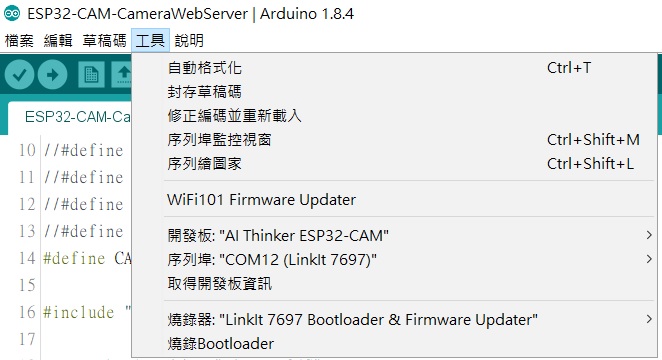 ESP32-CAM-CameraWebServer | Arduino 1.8.4
檔案 編輯 草稿碼 工具 說明
ESP32-CAM-Ca
自動格式化 Ctrl+T
封存草稿碼
修正編碼並重新載入
序列埠監控視窗 Ctrl+Shift+M
序列繪圖家 Ctrl+Shift+L
WiFi101 Firmware Updater
開發板: "AI Thinker ESP32-CAM"
序列埠: "COM12 (LinkIt 7697)"
取得開發板資訊
燒錄器: "LinkIt 7697 Bootloader & Firmware Updater"
燒錄Bootloader
10 //#define
11 //#define
12 //#define
13 //#define
14 #define CA
15
16 #include "
17